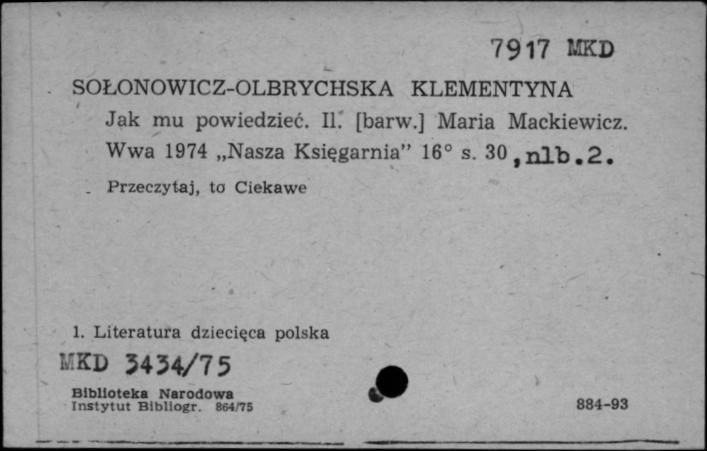 7917 MKD
SOŁONOWICZ-OLBRYCHSKA KLEMENTYNA
Jak mu powiedzieć. Il. [barw.] Maria Mackiewicz.
Wwa 1974 „Nasza Księgarnia” 16° s. 30, nlb.2.
Przeczytaj, to Ciekawe
1. Literatura dziecięca polska
MKD 3434/75
Biblioteka Narodowa
Instytut Bibliogr. 864/75
884-93